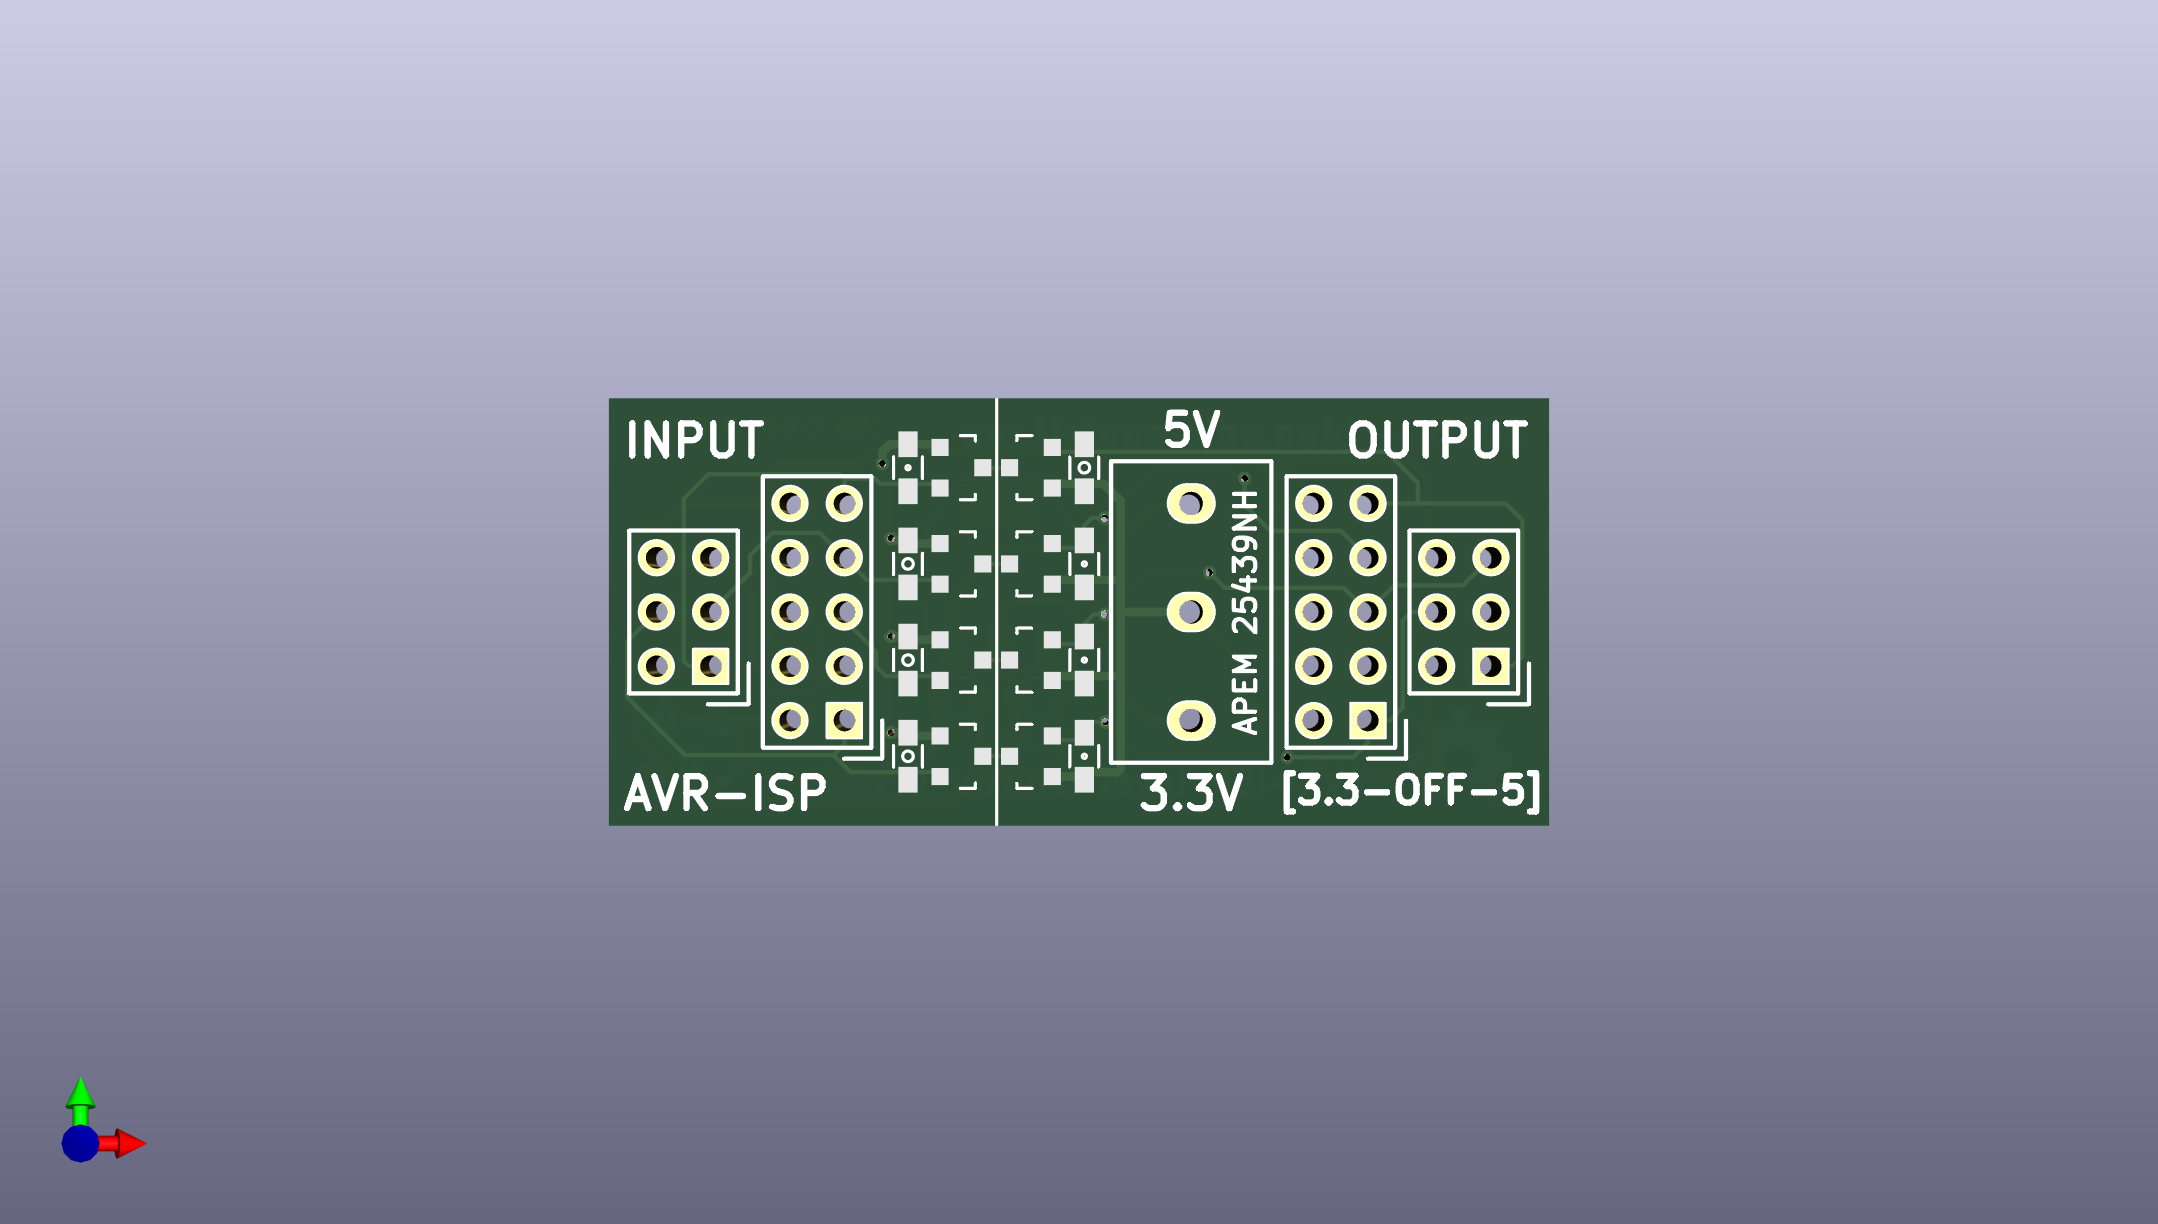 INPUT
5V
OUTPUT
APEM 25439NH
AVR-ISP
3.3V
[3.3-OFF-5]